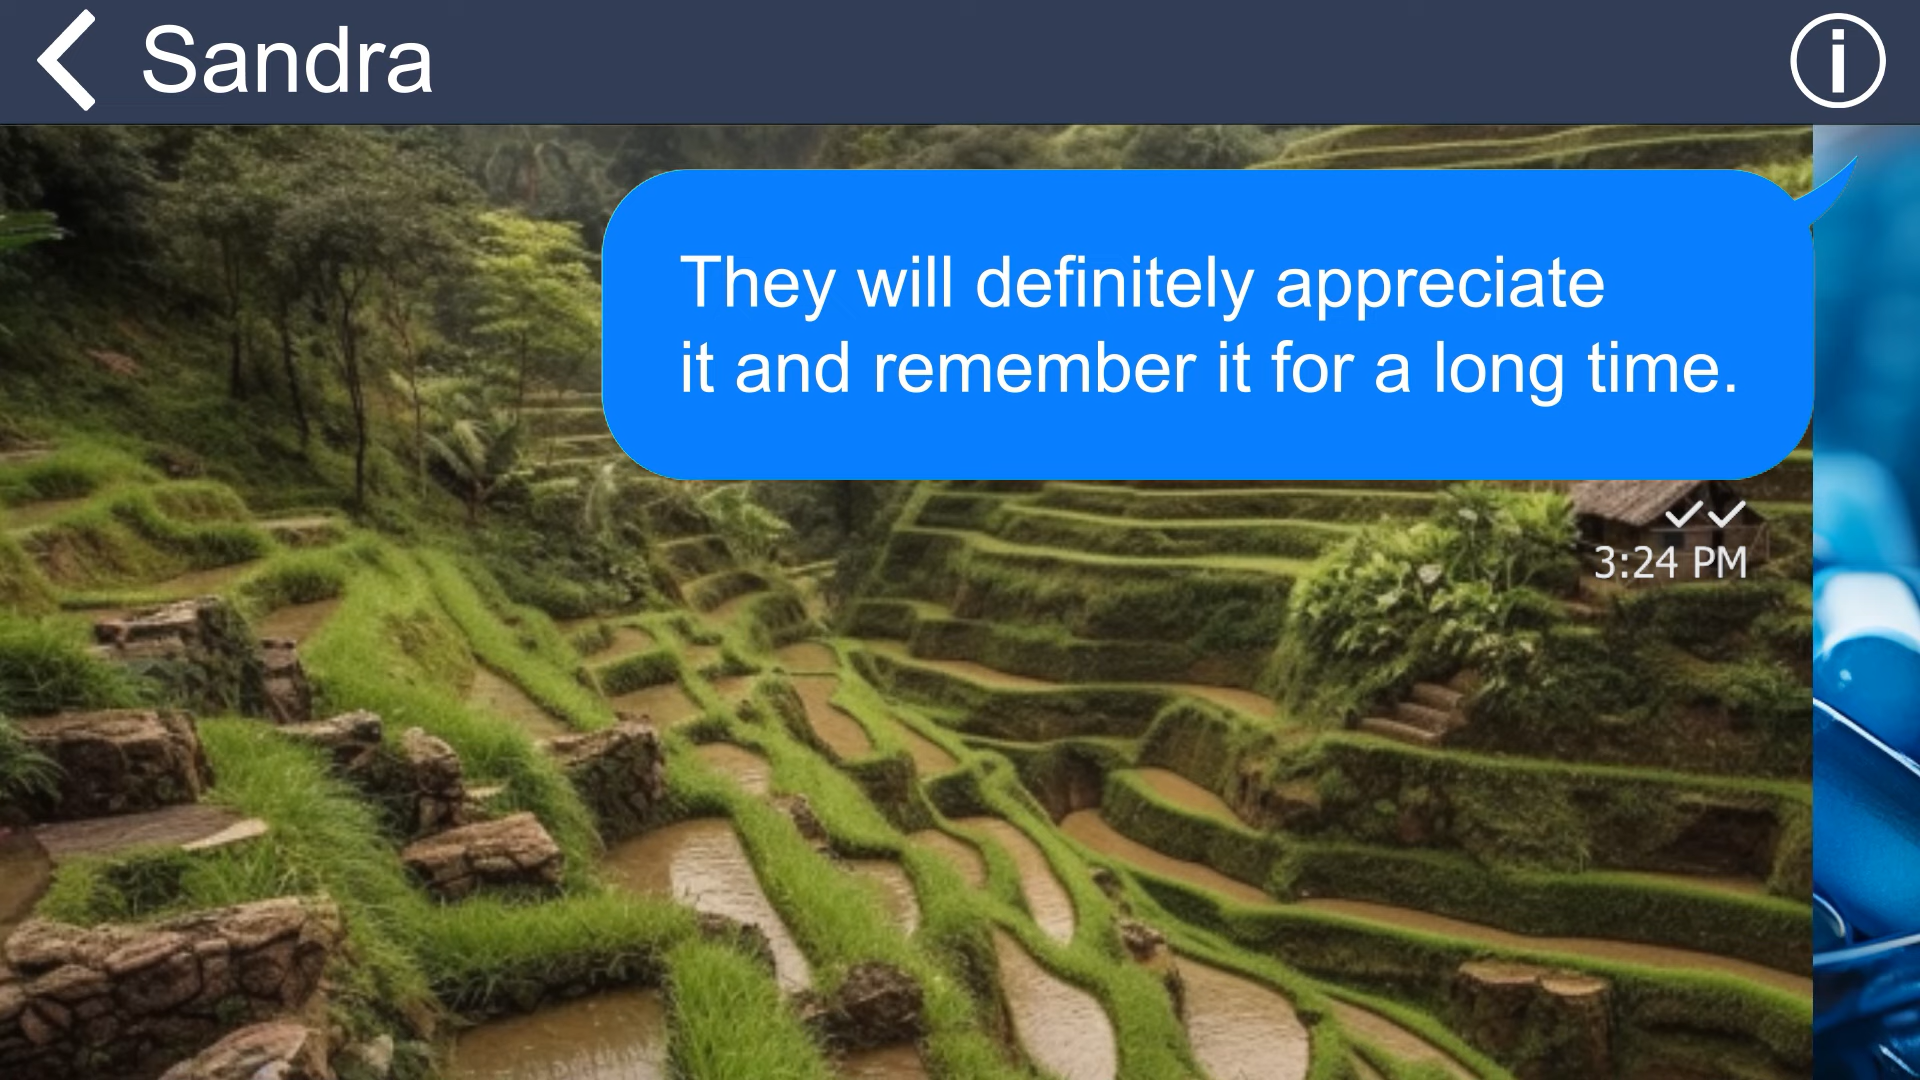 Sandra
They will definitely appreciate
it and remember it for a long time.
3:24 PM